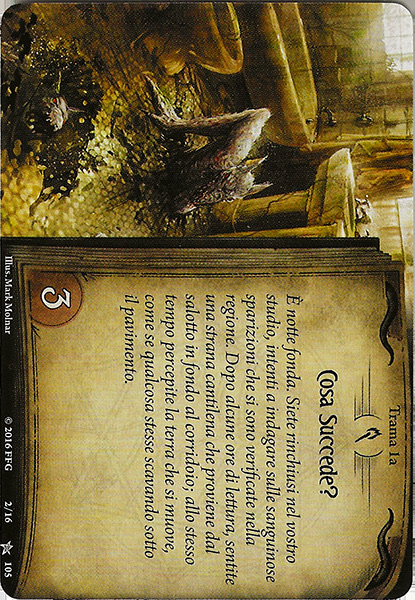 Trama 1a
Cosa Succede?
È notte fonda. Siete rinchiusi nel vostro
studio, intenti a indagare sulle sanguinose
sparizioni che si sono verificate nella
regione. Dopo alcune ore di lettura, sentite
una strana cantilena che proviene dal
salotto in fondo al corridoio; allo stesso
tempo percepite la terra che si muove,
come se qualcosa stesse scavando sotto
il pavimento.
3
Illus. Mark Molnar © 2016 FFG 2/16 105